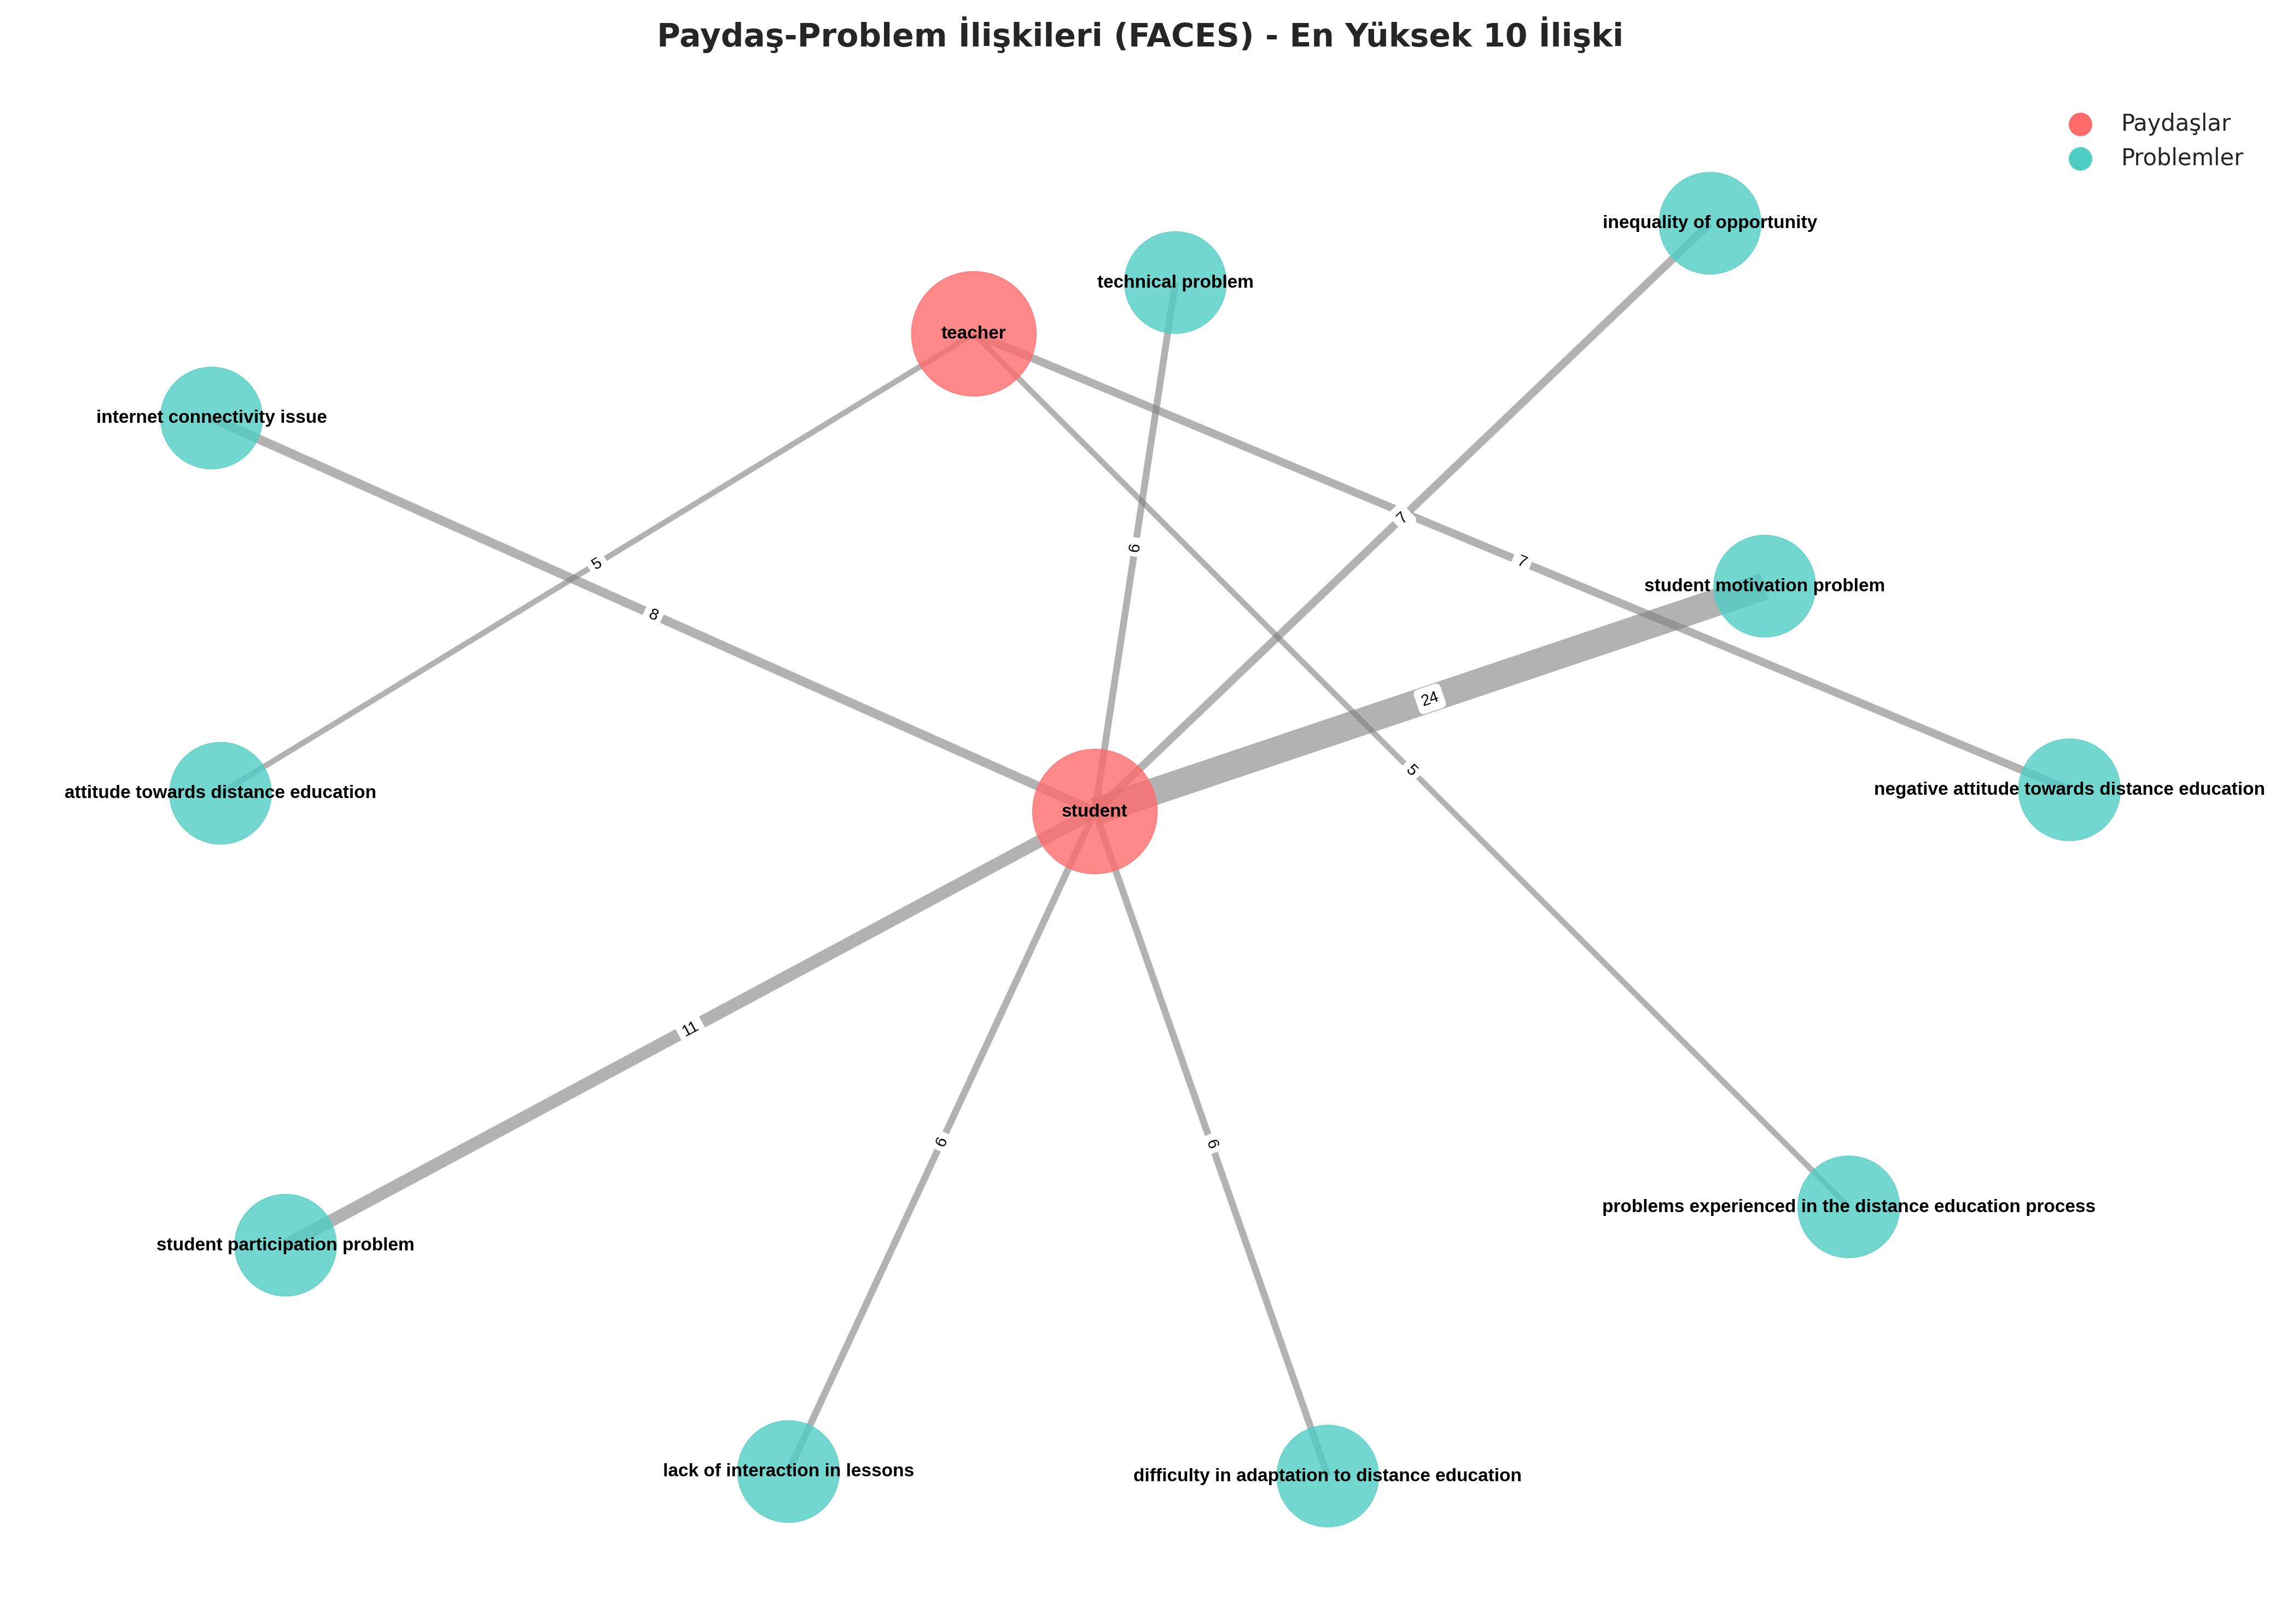 Paydaş-Problem İlişkileri (FACES) - En Yüksek 10 İlişki
Paydaşlar
Problemler
inequality of opportunity
technical problem
teacher
internet connectivity issue
7
6
5
7
student motivation problem
8
24
5
negative attitude towards distance education
attitude towards distance education
student
11
6
6
problems experienced in the distance education process
student participation problem
lack of interaction in lessons
difficulty in adaptation to distance education